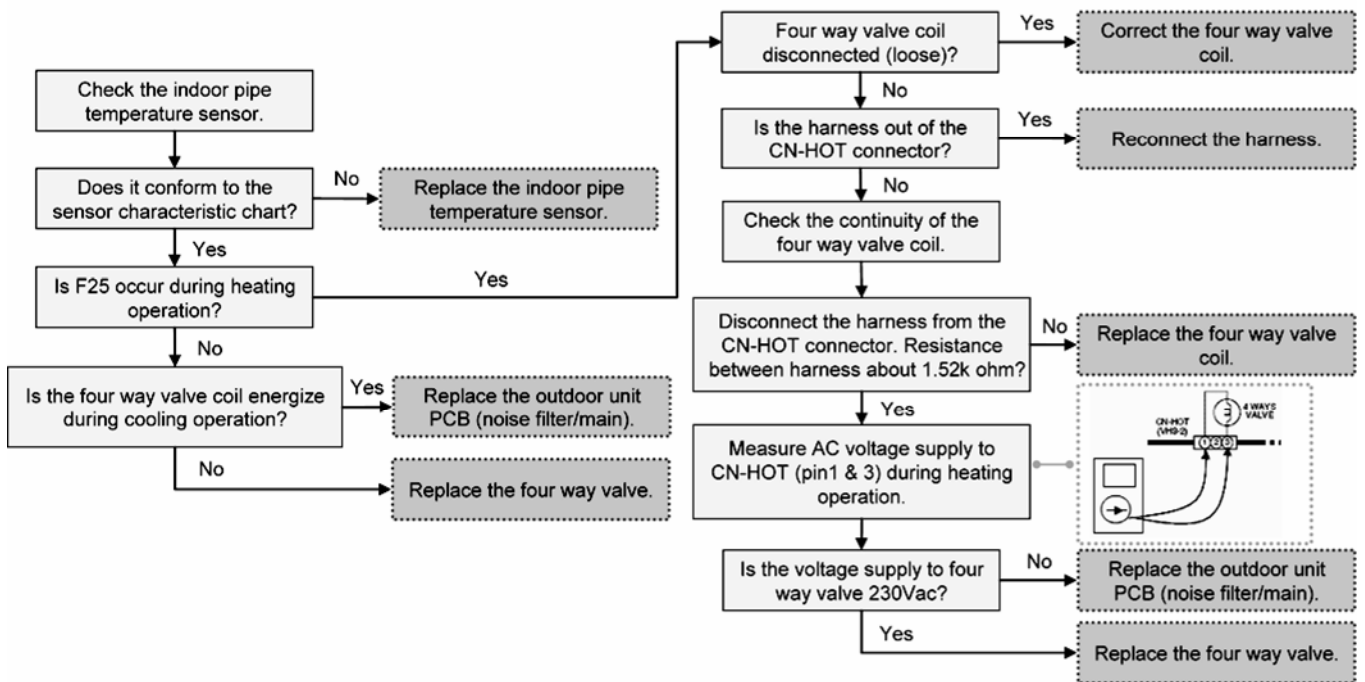 Check the indoor pipe
temperature sensor.
Does it conform to the
sensor characteristic chart?
No
Replace the indoor pipe
temperature sensor.
Yes
Is F25 occur during heating
operation?
Yes
No
Is the four way valve coil energize
during cooling operation?
Yes
Replace the outdoor unit
PCB (noise filter/main).
No
Replace the four way valve.
Four way valve coil
disconnected (loose)?
Yes
Correct the four way valve
coil.
No
Is the harness out of the
CN-HOT connector?
Yes
Reconnect the harness.
No
Check the continuity of the
four way valve coil.
Disconnect the harness from the
CN-HOT connector. Resistance
between harness about 1.52k ohm?
No
Replace the four way valve
coil.
Yes
Measure AC voltage supply to
CN-HOT (pin1 & 3) during heating
operation.
4 WAYS
VALVE
CN-HOT
1 2 3
Is the voltage supply to four
way valve 230Vac?
No
Replace the outdoor unit
PCB (noise filter/main).
Yes
Replace the four way valve.